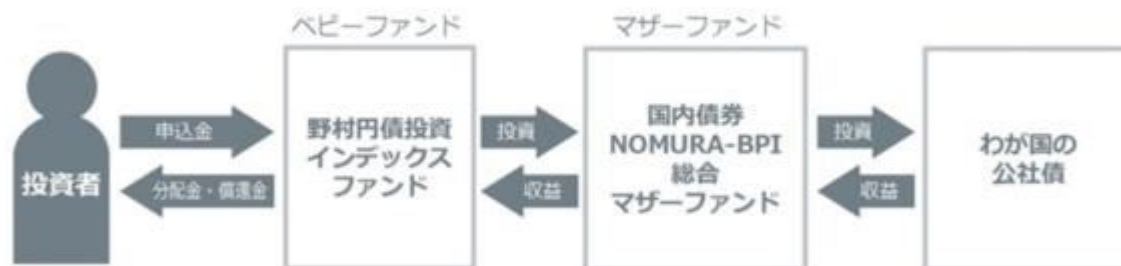 ベビーファンド
マザーファンド
投資者
申込金
分配金・償還金
野村円債投資
インデックス
ファンド
投資
収益
国内債券
NOMURA-BPI
総合
マザーファンド
投資
収益
わが国の
公社債